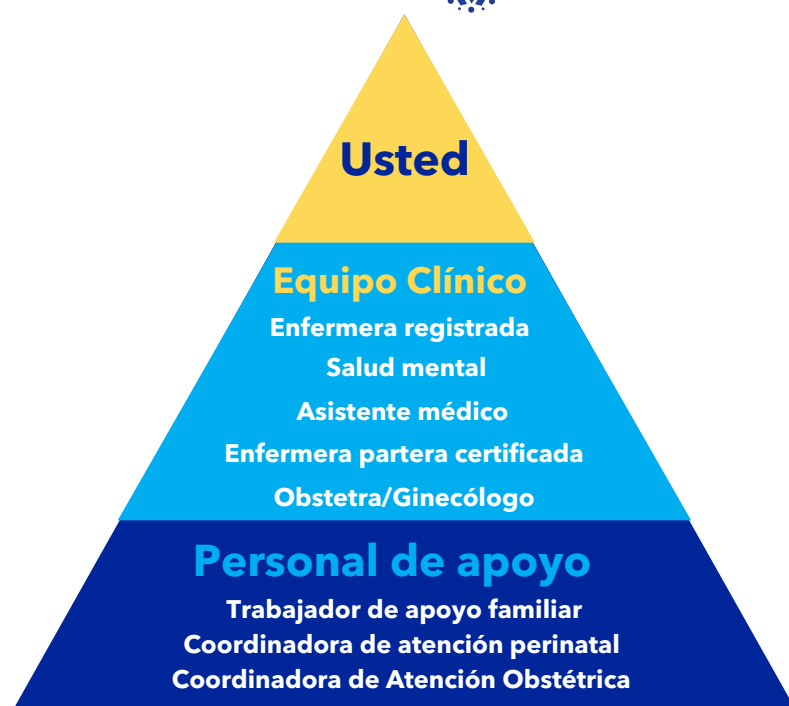 Usted
Equipo Clínico
Enfermera registrada
Salud mental
Asistente médico
Enfermera partera certificada
Obstetra/Ginecólogo
Personal de apoyo
Trabajador de apoyo familiar
Coordinadora de atención perinatal
Coordinadora de Atención Obstétrica